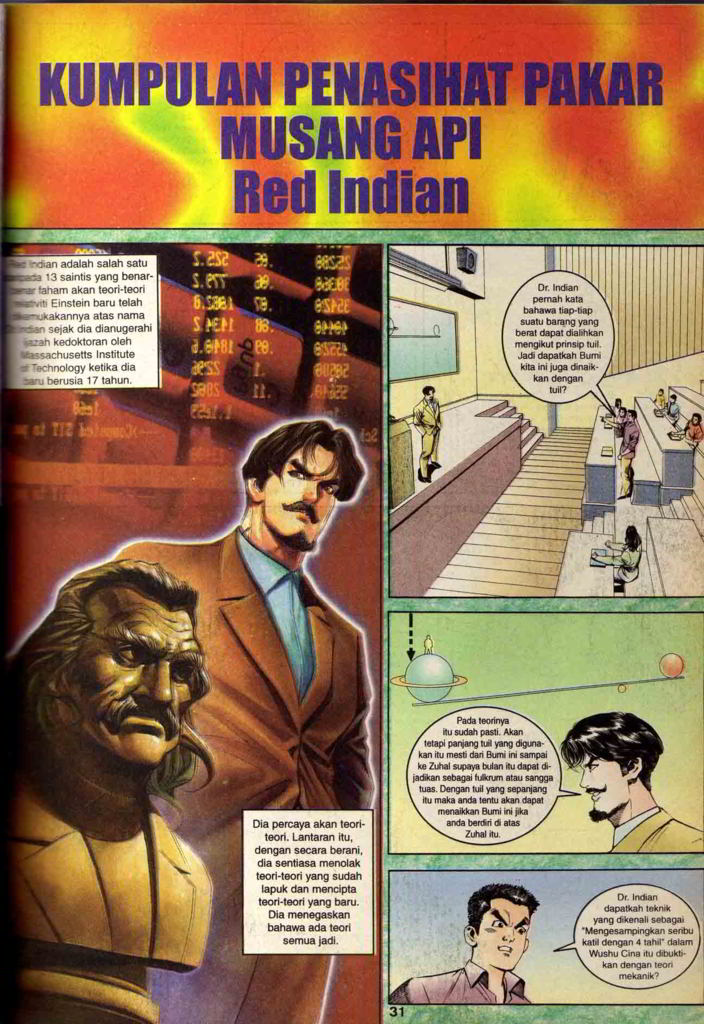 KUMPULAN PENASIHAT PAKAR
MUSANG API
Red Indian
Indian adalah salah satu
13 saintis yang benar-
faham akan teori-teori
Einstein baru telah
atas nama
Indian sejak dia dianugerahi
kedoktoran oleh
Massachusetts Institute
Technology ketika dia
baru berusia 17 tahun.
Dr. Indian
pernah kata
bahawa tiap-tiap
suatu barang yang
berat dapat dialihkan
mengikut prinsip tuil.
Jadi dapatkah Bumi
kita ini juga dinaik-
kan dengan
tuil?
Pada teorinya
itu sudah pasti. Akan
tetapi panjang tuil yang diguna-
kan itu mesti dari Bumi ini sampai
ke Zuhal supaya bulan itu dapat di-
jadikan sebagai fulkrum atau sangga
tuas. Dengan tuil yang sepanjang
itu maka anda tentu akan dapat
menaikkan Bumi ini jika
anda berdiri di atas
Zuhal itu.
Dia percaya akan teori-
teori. Lantaran itu,
dengan secara berani,
dia sentiasa menolak
teori-teori yang sudah
lapuk dan mencipta
teori-teori yang baru.
Dia menegaskan
bahawa ada teori
semua jadi.
Dr. Indian
dapatkah teknik
yang dikenali sebagai
"Mengesampingkan seribu
katil dengan 4 tahil" dalam
Wushu Cina itu dibukti-
kan dengan teori
mekanik?
31